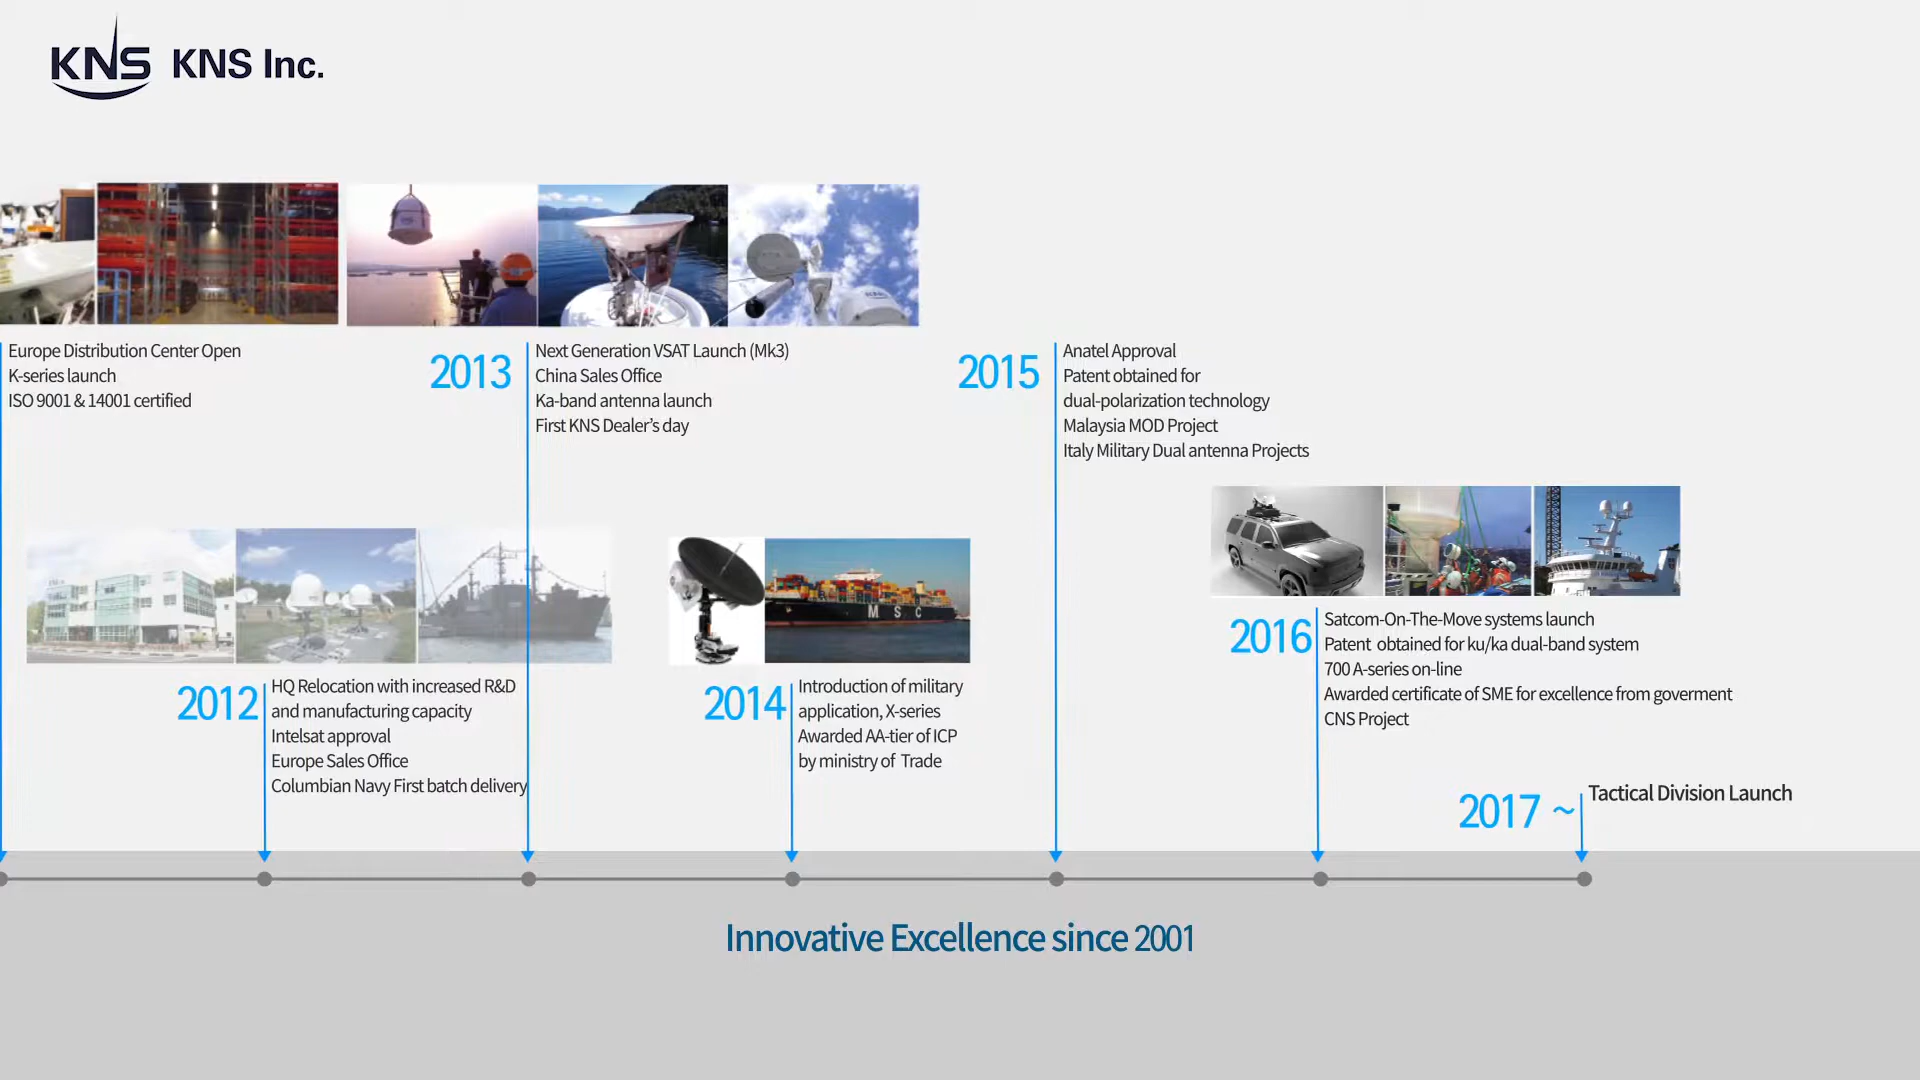 KNS KNS Inc.
Europe Distribution Center Open
K-series launch
ISO 9001 & 14001 certified
2012
HQ Relocation with increased R&D
and manufacturing capacity
Intelsat approval
Europe Sales Office
Columbian Navy First batch delivery
2013
Next Generation VSAT Launch (Mk3)
China Sales Office
Ka-band antenna launch
First KNS Dealer’s day
M S C
2014
Introduction of military
application, X-series
Awarded AA-tier of ICP
by ministry of Trade
2015
Anatel Approval
Patent obtained for
dual-polarization technology
Malaysia MOD Project
Italy Military Dual antenna Projects
2016
Satcom-On-The-Move systems launch
Patent obtained for ku/ka dual-band system
700 A-series on-line
Awarded certificate of SME for excellence from goverment
CNS Project
2017 ~
Tactical Division Launch
Innovative Excellence since 2001